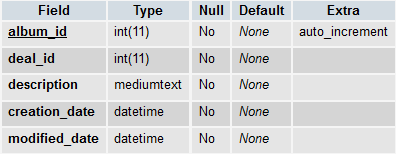 Field Type Null Default Extra
album_id int(11) No None auto_increment
deal_id int(11) No None
description mediumtext No None
creation_date datetime No None
modified_date datetime No None